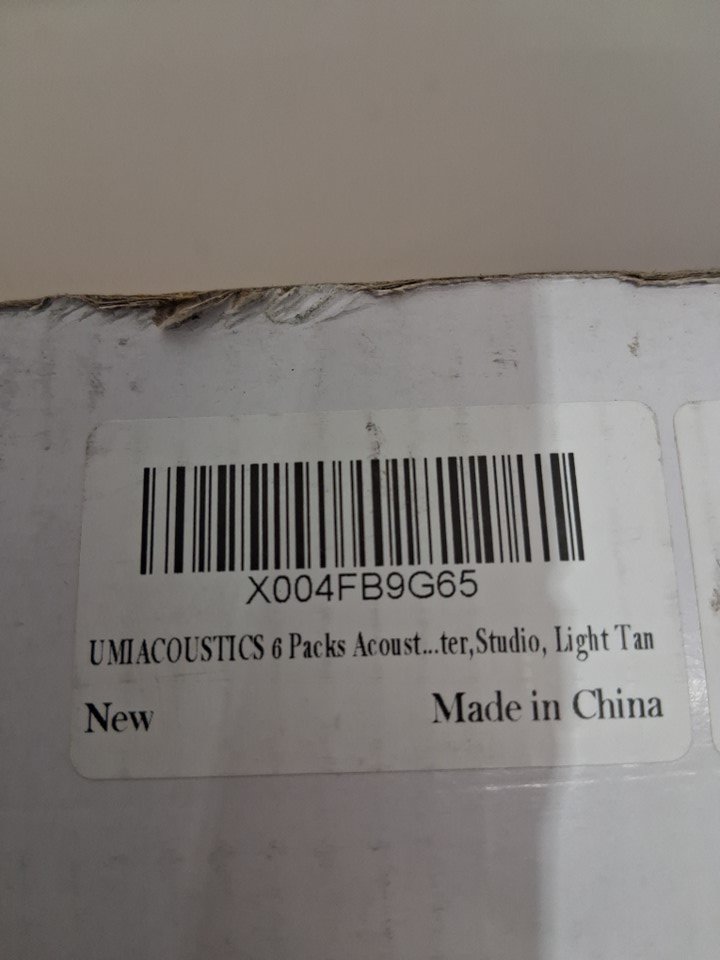 X004FB9G65
UMIACOUSTICS 6 Packs Acoust...ter,Studio, Light Tan
New
Made in China